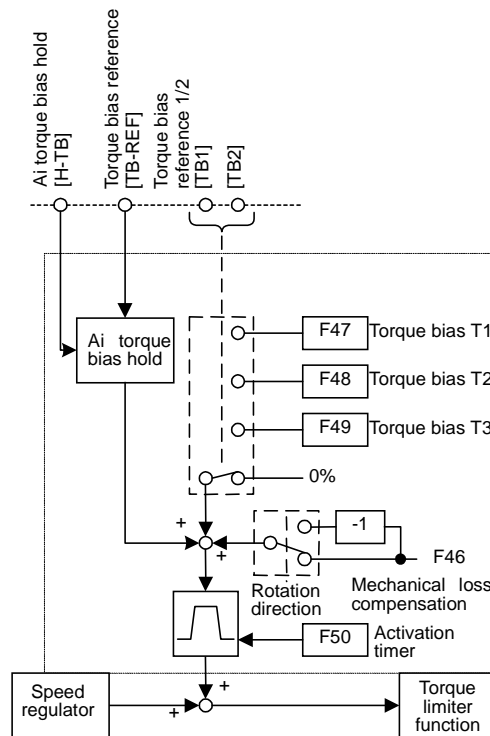 Ai torque bias hold
[H-TB]
Torque bias reference
[TB-REF]
Torque bias
reference 1/2
[TB1]
[TB2]
Ai torque
bias hold
F47
Torque bias T1
F48
Torque bias T2
F49
Torque bias T3
0%
+
+
-1
F46
Rotation
direction
Mechanical loss
compensation
F50
Activation
timer
Speed
regulator
+
+
Torque
limiter
function